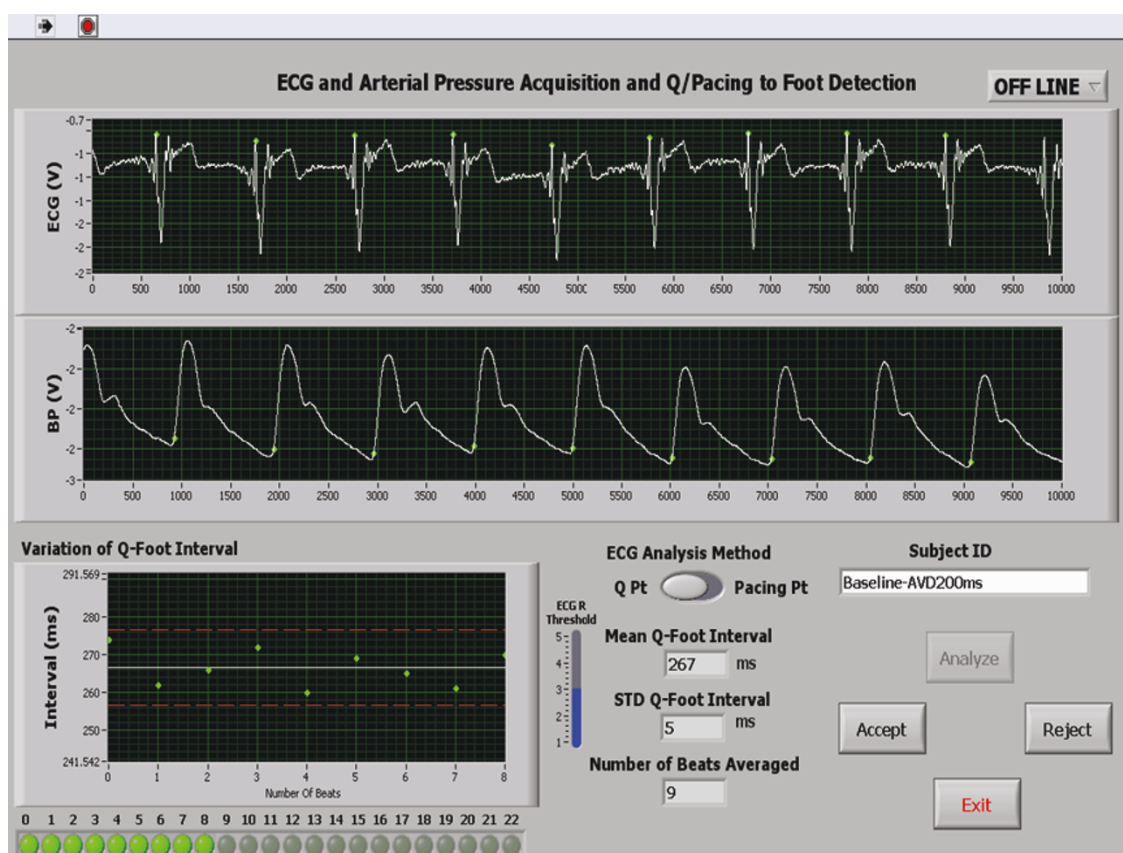 ECG and Arterial Pressure Acquisition and Q/Pacing to Foot Detection
OFF LINE
ECG (V)
-0.7
-1
-1
-1
-2
-2
-2
0 500 1000 1500 2000 2500 3000 3500 4000 4500 5000 5500 6000 6500 7000 7500 8000 8500 9000 9500 10000
BP (V)
-2
-2
-2
-2
-3
0 500 1000 1500 2000 2500 3000 3500 4000 4500 5000 5500 6000 6500 7000 7500 8000 8500 9000 9500 10000
Variation of Q-Foot Interval
Interval (ms)
291.569
280
270
260
250
241.542
0 1 2 3 4 5 6 7 8
Number Of Beats
0 1 2 3 4 5 6 7 8 9 10 11 12 13 14 15 16 17 18 19 20 21 22
ECG R
Threshold
5
4
3
2
1
ECG Analysis Method
Q Pt Pacing Pt
Mean Q-Foot Interval
267 ms
STD Q-Foot Interval
5 ms
Number of Beats Averaged
9
Subject ID
Baseline-AVD200ms
Analyze
Accept Reject
Exit